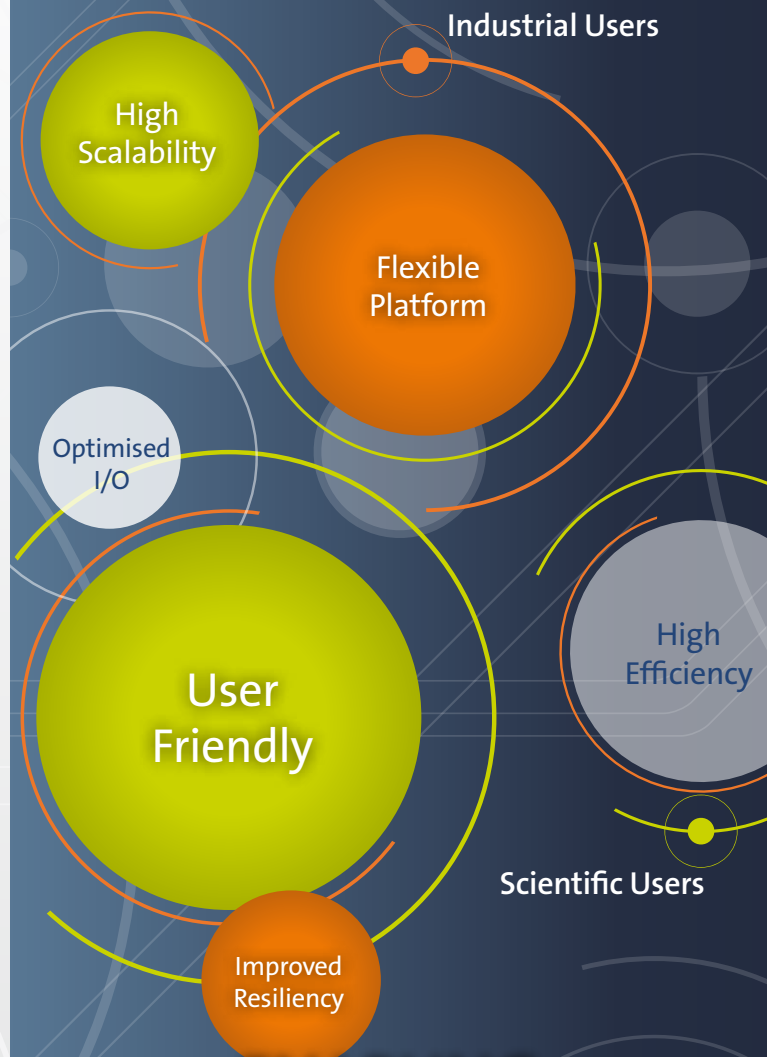 Industrial Users
High
Scalability
Flexible
Platform
Optimised
I/O
High
Efficiency
User
Friendly
Scientific Users
Improved
Resiliency